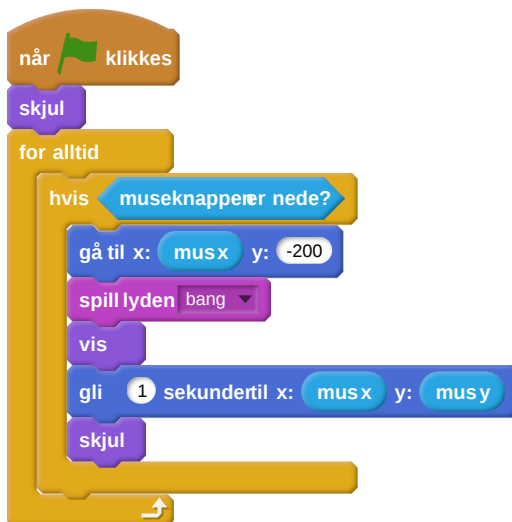 når klikkes
skjul
for alltid
hvis museknappen er nede?
gå til x: mus x y: -200
spill lyden bang
vis
gli 1 sekunder til x: mus x y: mus y
skjul